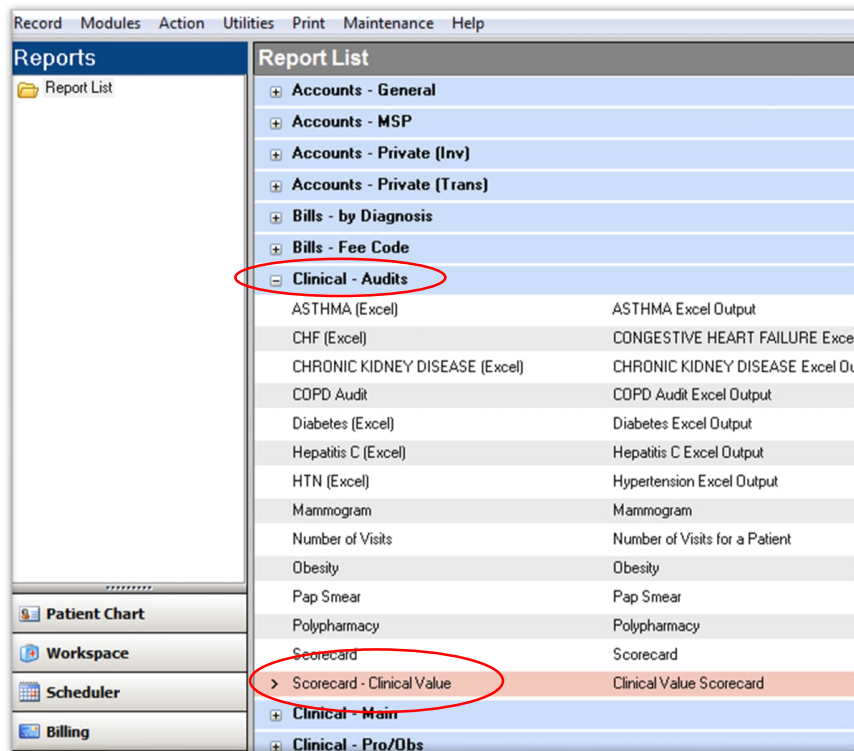 Record Modules Action Utilities Print Maintenance Help
Reports
Report List
Report List
Accounts - General
Accounts - MSP
Accounts - Private (Inv)
Accounts - Private (Trans)
Bills - by Diagnosis
Bills - Fee Code
Clinical - Audits
ASTHMA (Excel) ASTHMA Excel Output
CHF (Excel) CONGESTIVE HEART FAILURE Exce
CHRONIC KIDNEY DISEASE (Excel) CHRONIC KIDNEY DISEASE Excel Ou
COPD Audit COPD Audit Excel Output
Diabetes (Excel) Diabetes Excel Output
Hepatitis C (Excel) Hepatitis C Excel Output
HTN (Excel) Hypertension Excel Output
Mammogram Mammogram
Number of Visits Number of Visits for a Patient
Obesity Obesity
Pap Smear Pap Smear
Polypharmacy Polypharmacy
Scorecard Scorecard
Scorecard - Clinical Value Clinical Value Scorecard
Clinical - Main
Clinical - Pro/Obs
Patient Chart
Workspace
Scheduler
Billing